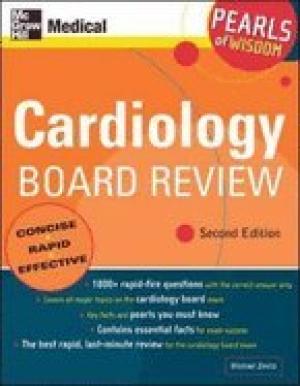 Mc
Graw
Hill
Medical
PEARLS
of WISDOM
Cardiology
BOARD REVIEW
Second Edition
CONCISE
RAPID
EFFECTIVE
• 1800+ rapid-fire questions with the correct answer only
• Covers all major topics on the cardiology board exam
• Key facts and pearls you must know
• Contains essential facts for exam success
• The best rapid, last-minute review for the cardiology board exam